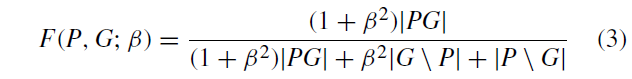 F(P, G; β) = (1 + β²)|PG| / (1 + β²)|PG| + β²|G \ P| + |P \ G| (3)